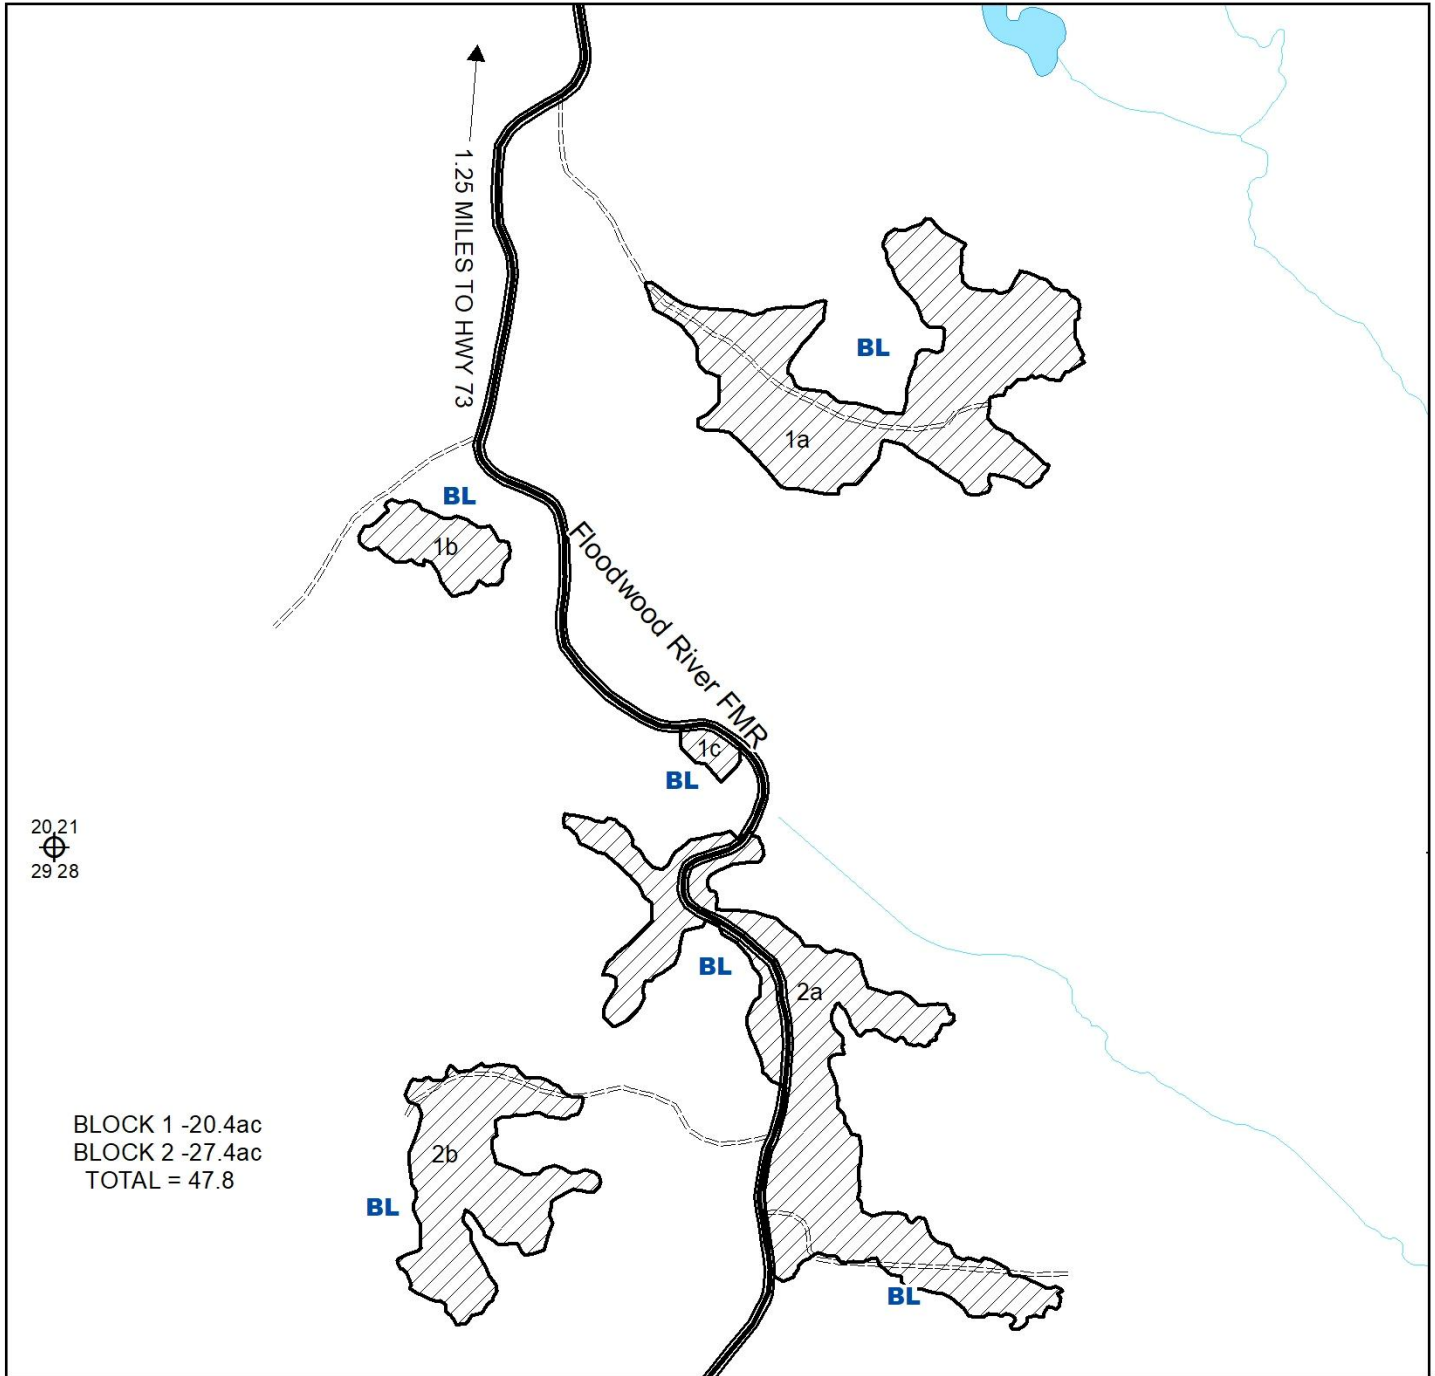 1.25 MILES TO HWY 73
BL
1a
BL
1b
Floodwood River FMR
1c
BL
20 21
29 28
BL
2a
BLOCK 1 -20.4ac
BLOCK 2 -27.4ac
TOTAL = 47.8
2b
BL
BL